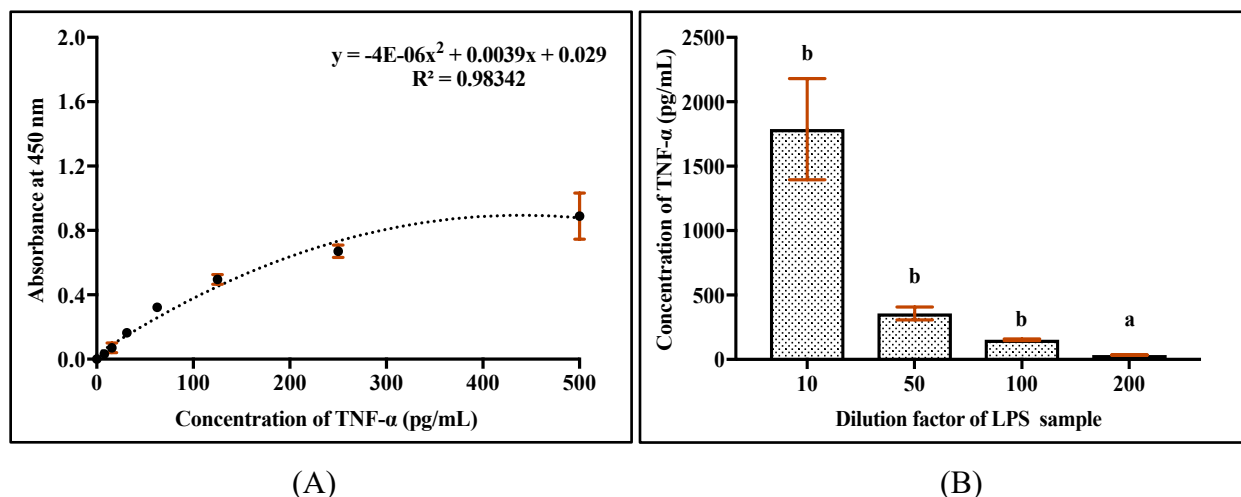 y = -4E-06x² + 0.0039x + 0.029
R² = 0.98342
Absorbance at 450 nm
2.0
1.6
1.2
0.8
0.4
0.0
0 100 200 300 400 500
Concentration of TNF-α (pg/mL)
(A)
Concentration of TNF-α (pg/mL)
2500
2000
1500
1000
500
0
b
b
b
a
10 50 100 200
Dilution factor of LPS sample
(B)